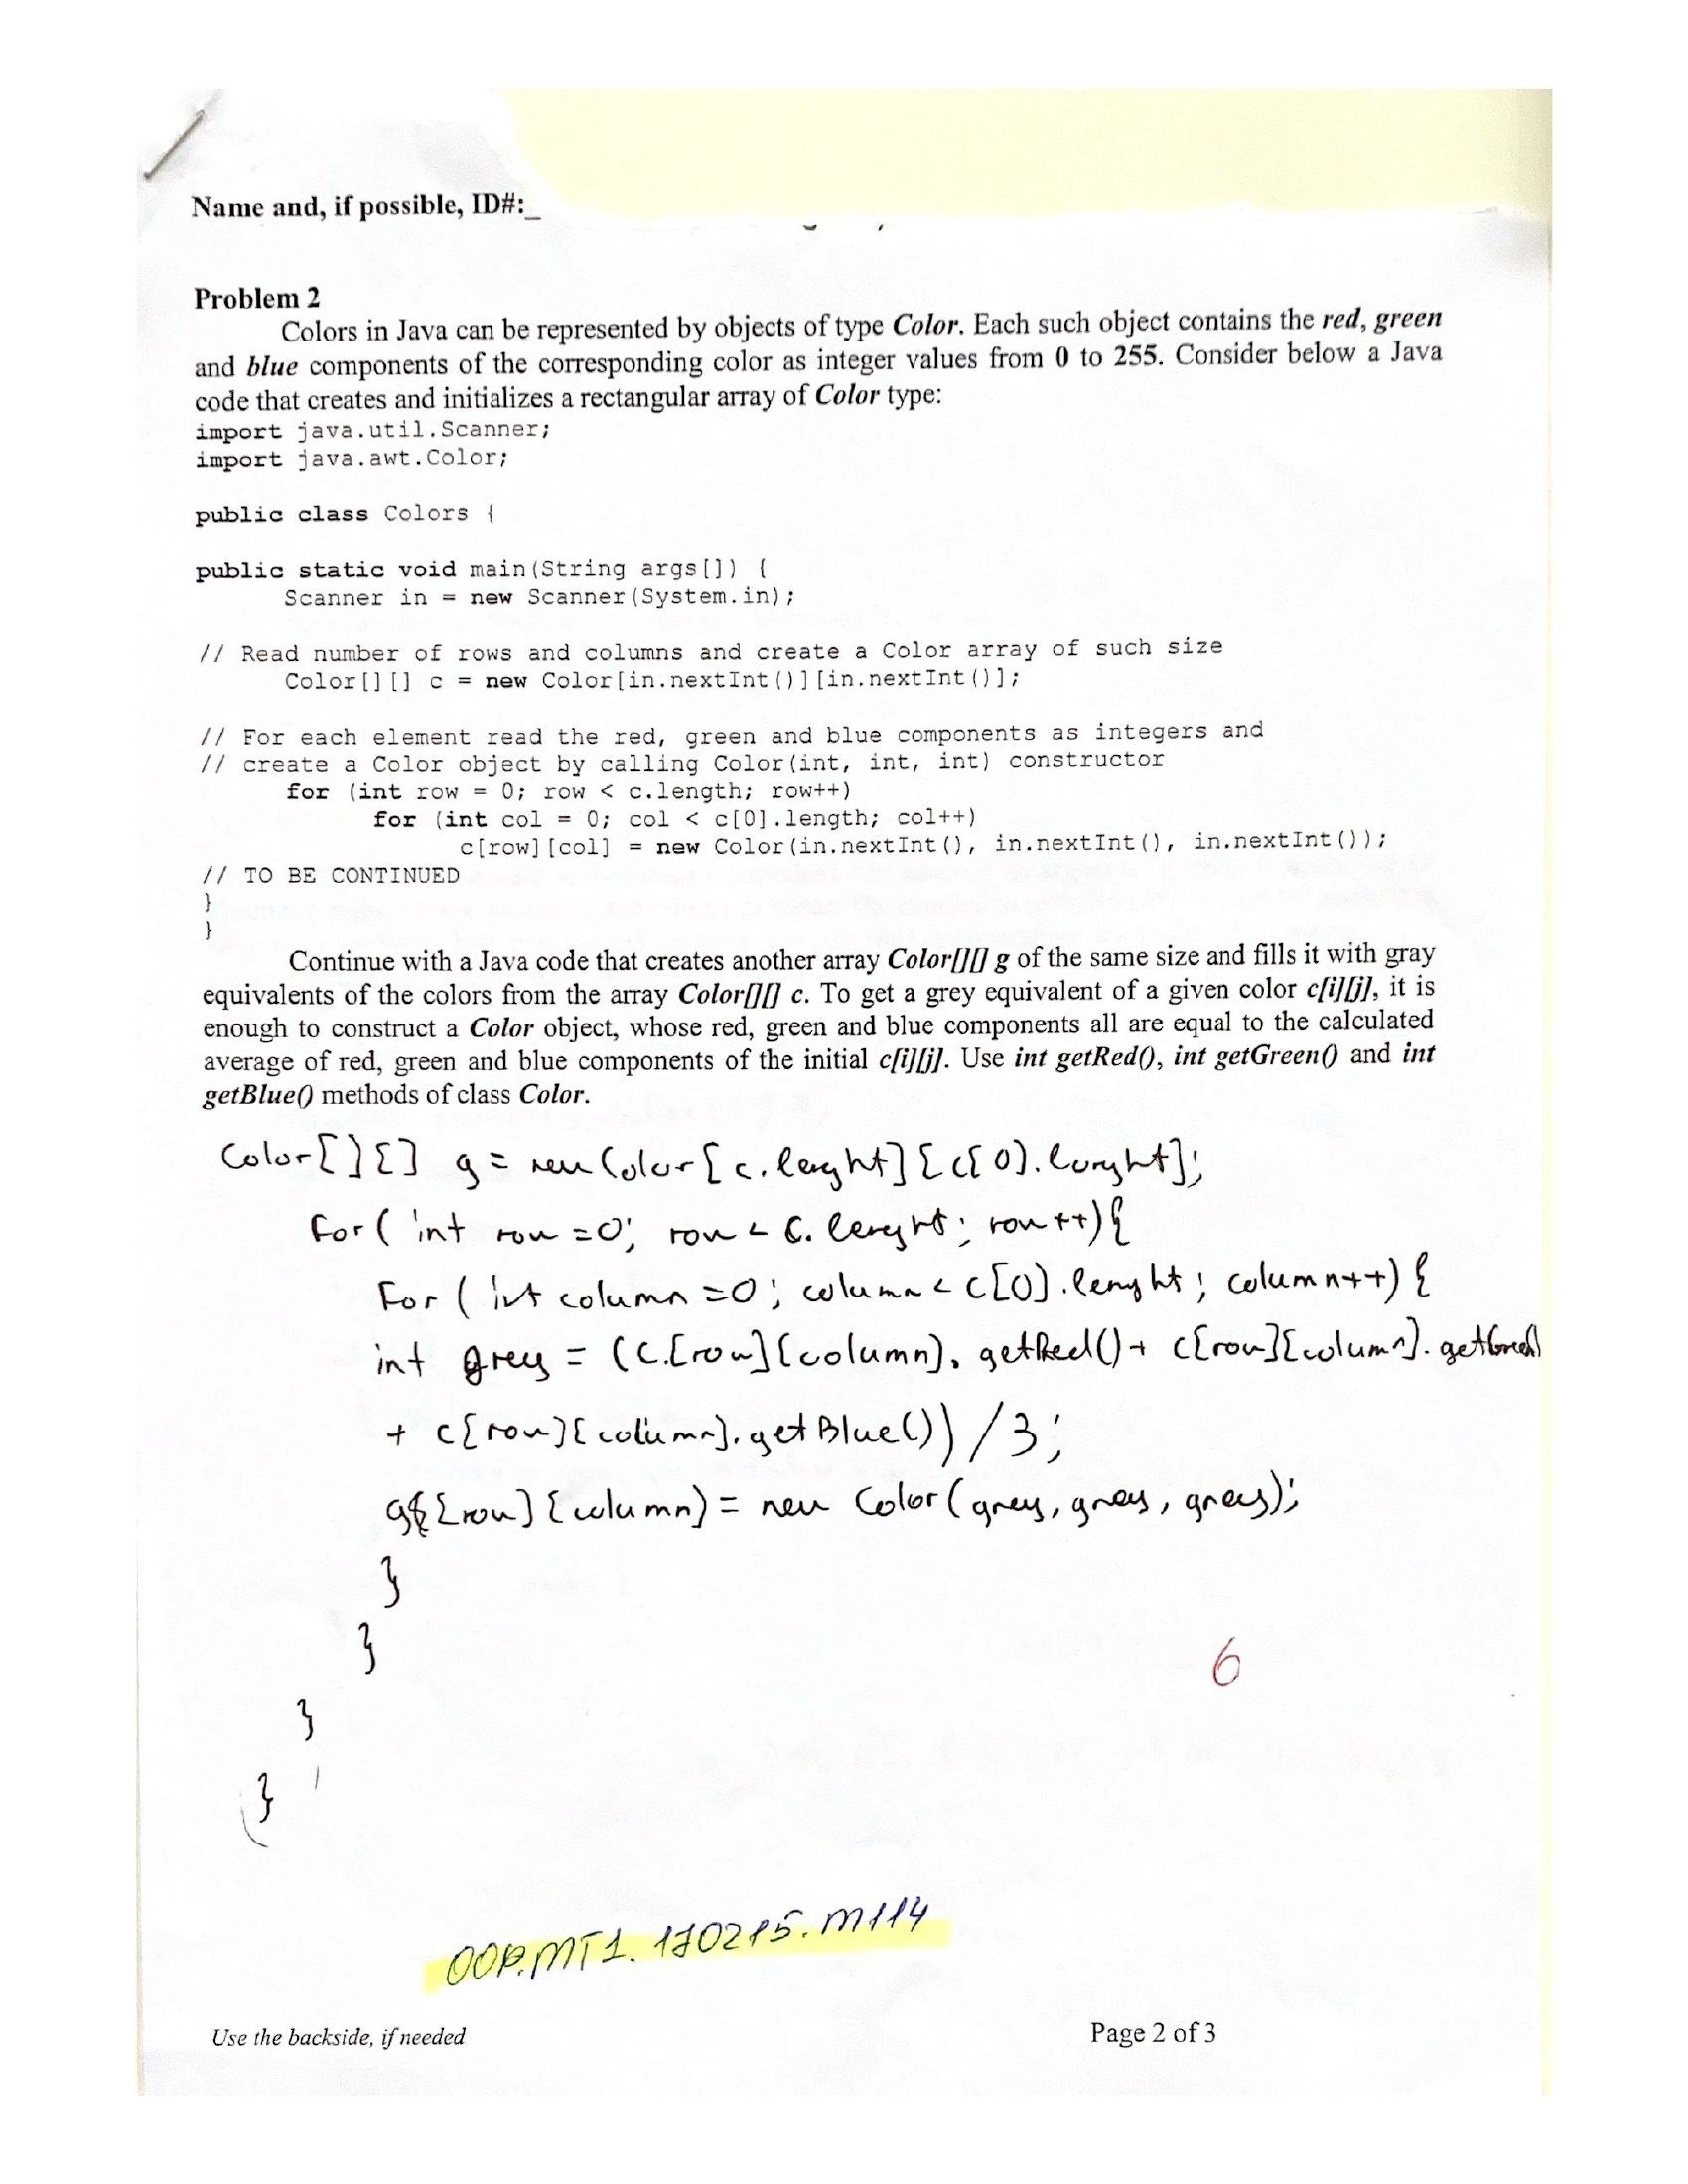 Name and, if possible, ID#:_
Problem 2
Colors in Java can be represented by objects of type Color. Each such object contains the red, green
and blue components of the corresponding color as integer values from 0 to 255. Consider below a Java
code that creates and initializes a rectangular array of Color type:
import java.util.Scanner;
import java.awt.Color;
public class Colors {
public static void main(String args[]) {
Scanner in = new Scanner(System.in);
// Read number of rows and columns and create a Color array of such size
Color[][] c = new Color[in.nextInt()][in.nextInt()];
// For each element read the red, green and blue components as integers and
// create a Color object by calling Color(int, int, int) constructor
for (int row = 0; row < c.length; row++)
for (int col = 0; col < c[0].length; col++)
c[row][col] = new Color(in.nextInt(), in.nextInt(), in.nextInt());
// TO BE CONTINUED
}
}
Continue with a Java code that creates another array Color[][] g of the same size and fills it with gray
equivalents of the colors from the array Color[][] c. To get a grey equivalent of a given color c[i][j], it is
enough to construct a Color object, whose red, green and blue components all are equal to the calculated
average of red, green and blue components of the initial c[i][j]. Use int getRed(), int getGreen() and int
getBlue() methods of class Color.
Color[][] g = new Color[c.lenght][c[0].lenght];
for( int row =0; row < c.lenght; row++){
for( int column =0; column < c[0].lenght; column++) {
int grey = (c.[row][column]. getRed()+ c[row][column]. getGreen()
+ c[row][column]. getBlue()) /3;
g[row][column] = new Color(grey, grey, grey);
}
}
}
}
6
OOP.MT1. 170215. M114
Use the backside, if needed
Page 2 of 3